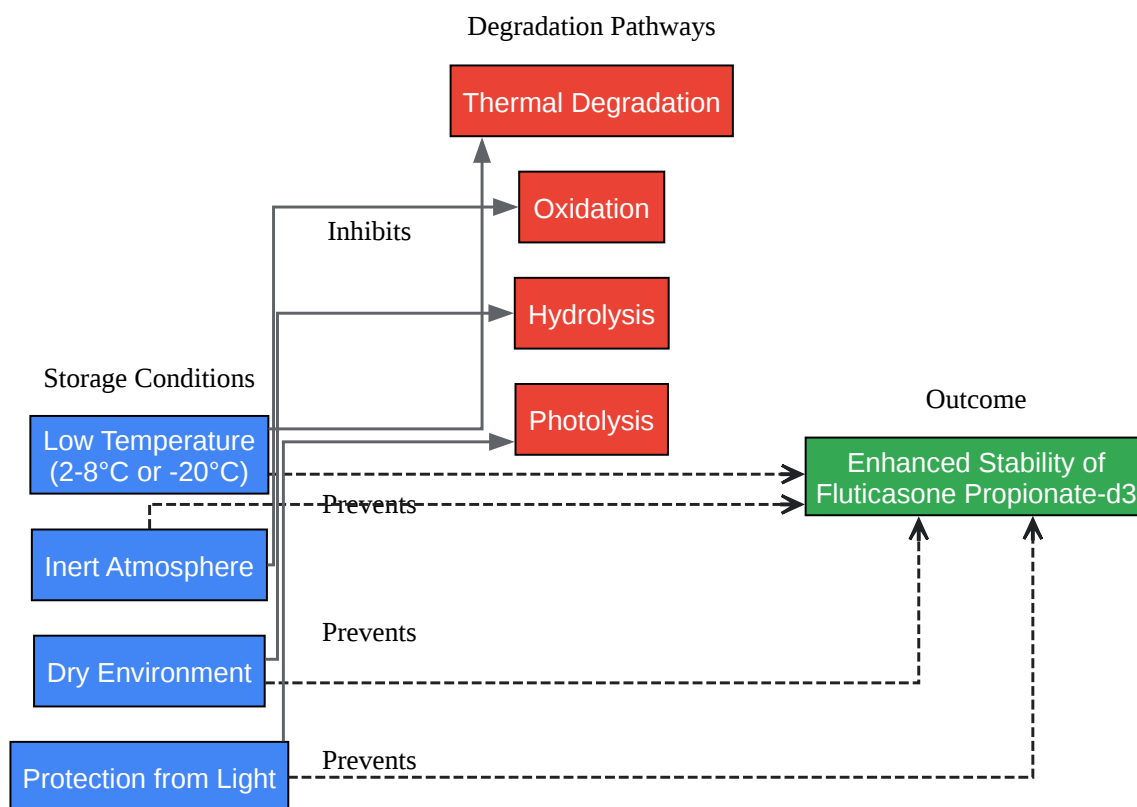 Degradation Pathways
Thermal Degradation
Oxidation
Inhibits
Hydrolysis
Storage Conditions
Photolysis
Outcome
Low Temperature
(2-8°C or -20°C)
Enhanced Stability of
Fluticasone Propionate-d3
Prevents
Inert Atmosphere
Prevents
Dry Environment
Prevents
Protection from Light